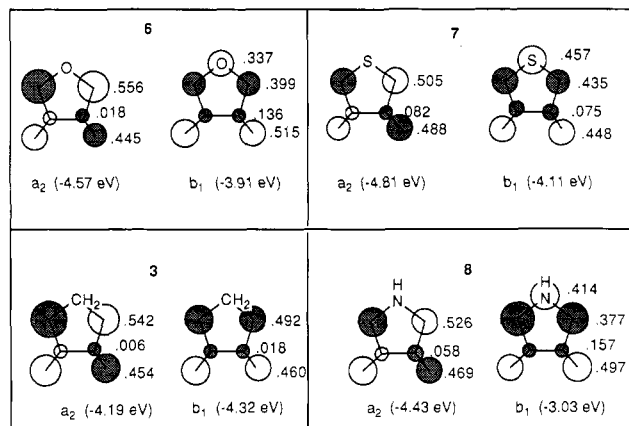 6
O
.556
.018
.445
a2 (-4.57 eV)
O
.337
.399
.136
.515
b1 (-3.91 eV)
7
S
.505
.082
.488
a2 (-4.81 eV)
S
.457
.435
.075
.448
b1 (-4.11 eV)
3
CH2
.542
.006
.454
a2 (-4.19 eV)
CH2
.492
.018
.460
b1 (-4.32 eV)
8
H
N
.526
.058
.469
a2 (-4.43 eV)
H
N
.414
.377
.157
.497
b1 (-3.03 eV)